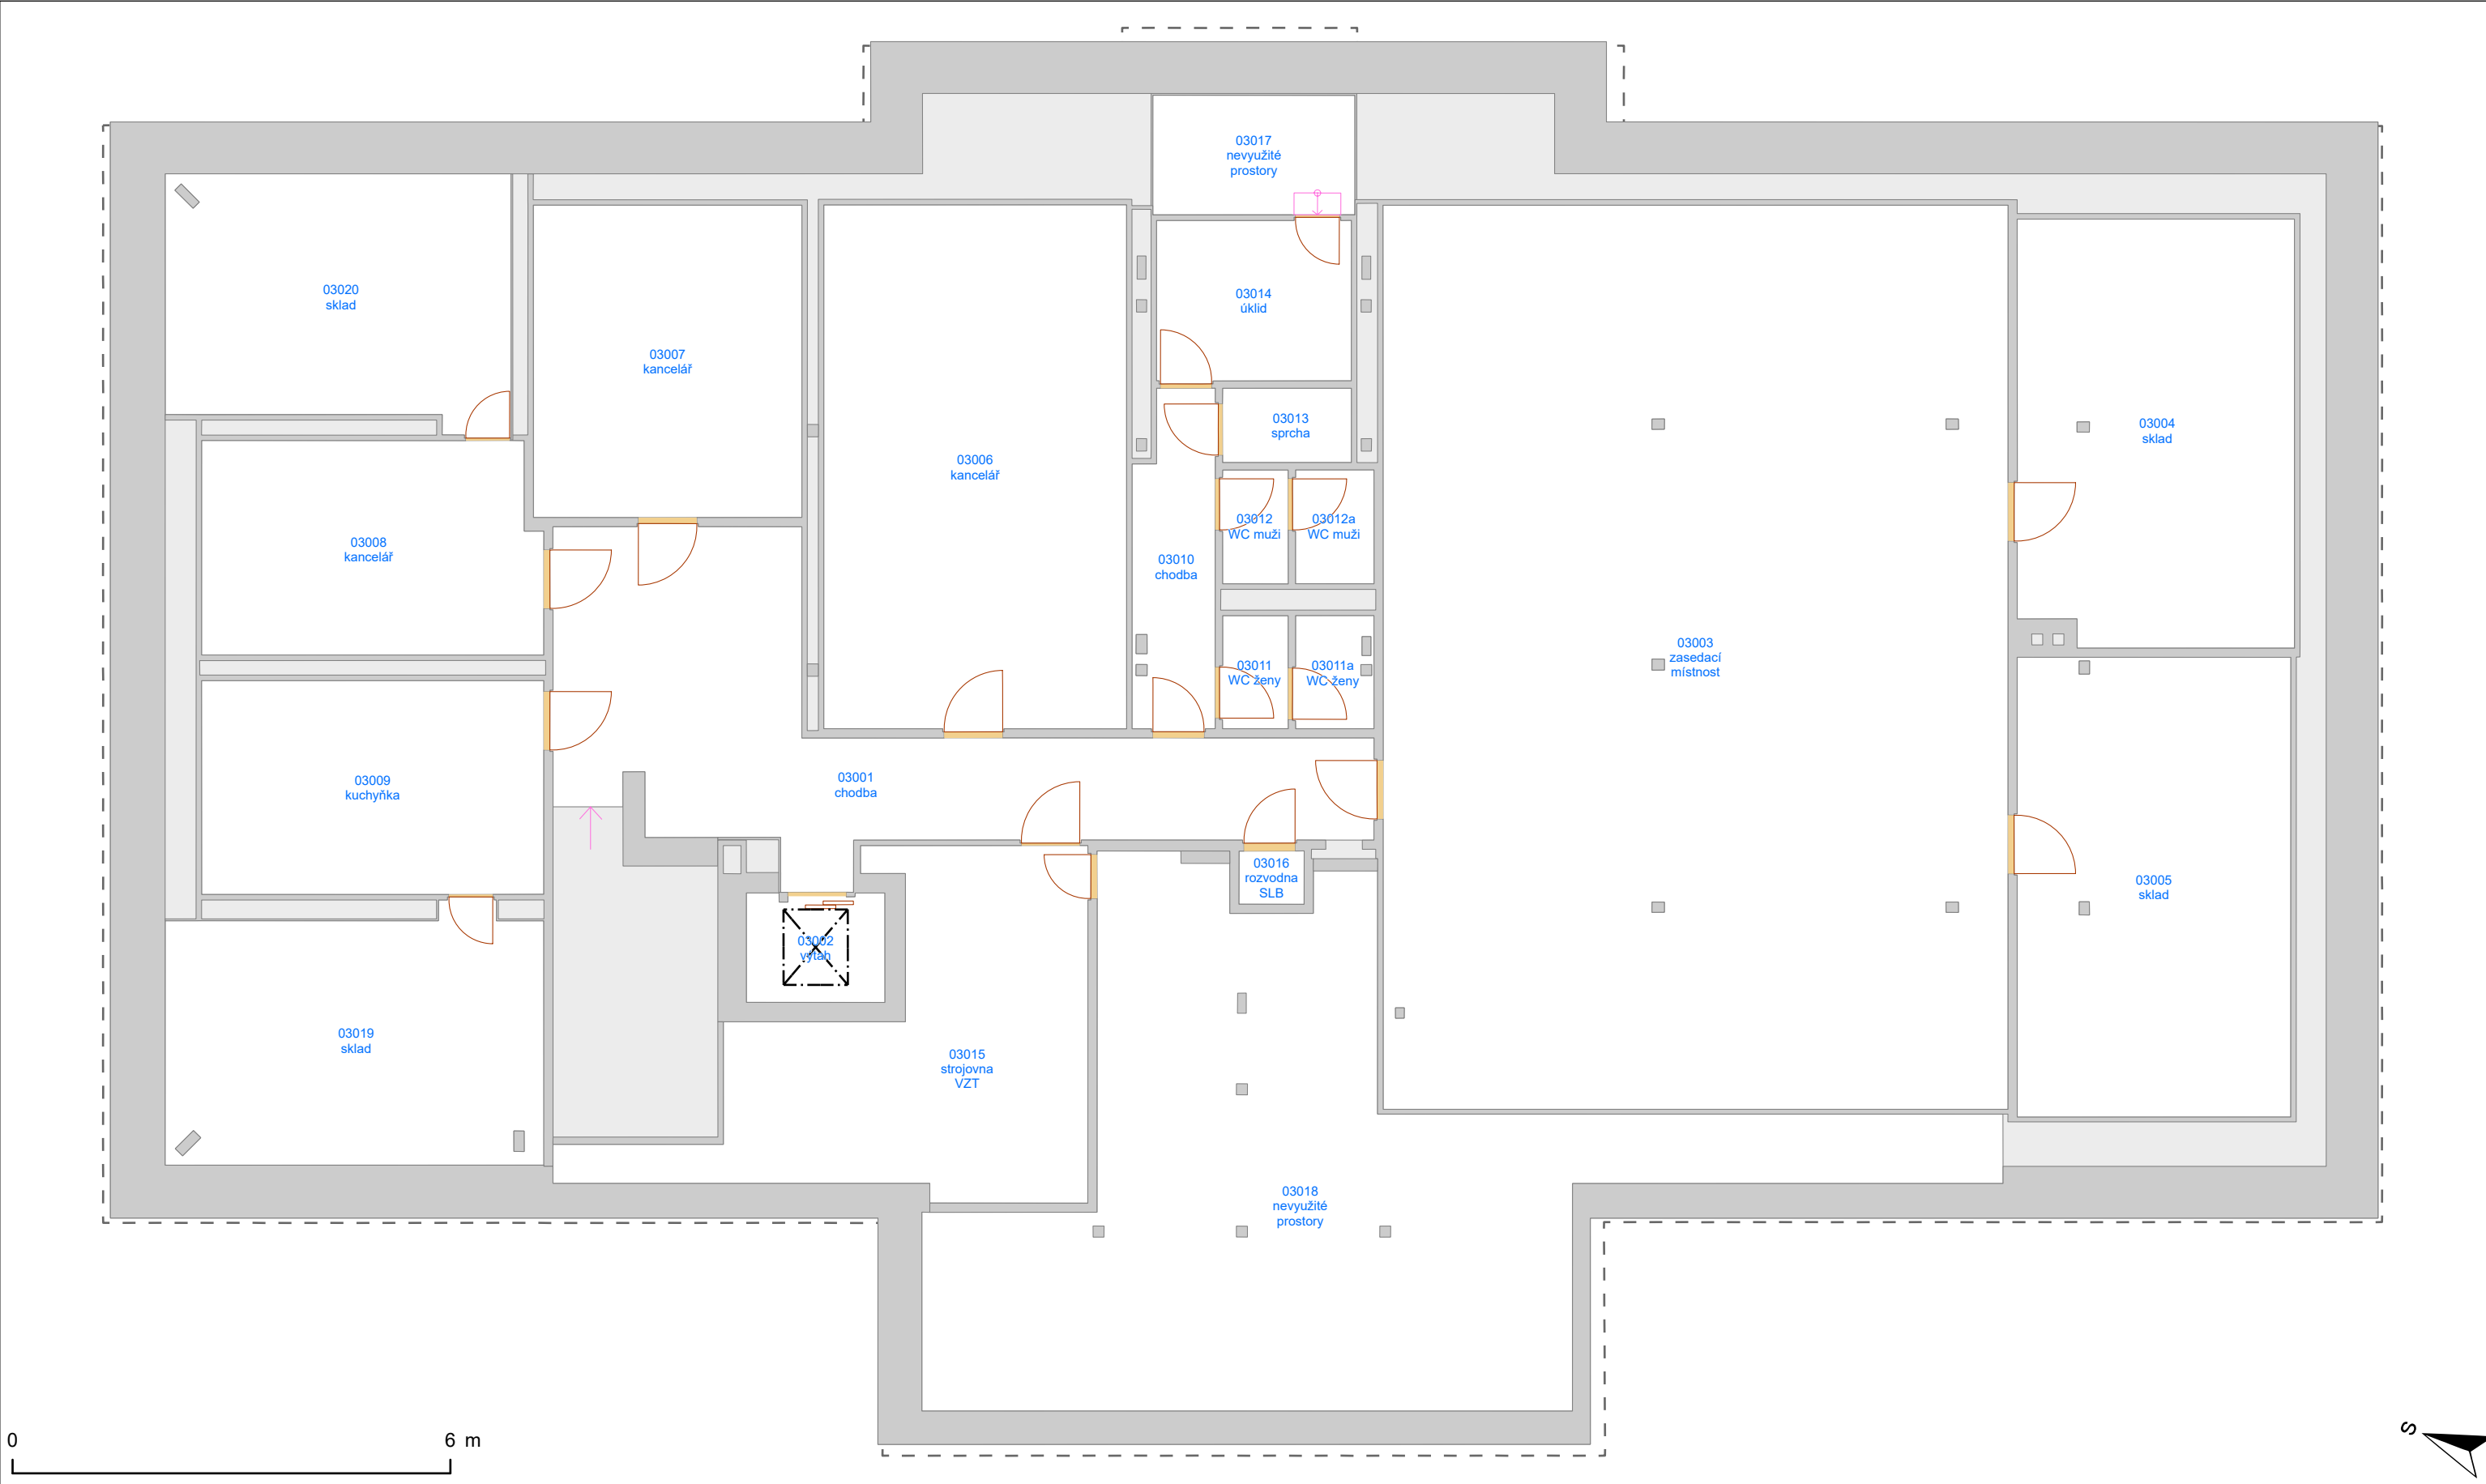 03017
nevyužité
prostory
03020
sklad
03014
úklid
03007
kancelář
03013
sprcha
03004
sklad
03006
kancelář
03012
WC muži
03012a
WC muži
03008
kancelář
03010
chodba
03003
zasedací
místnost
03011
WC ženy
03011a
WC ženy
03009
kuchyňka
03001
chodba
03016
rozvodna
SLB
03005
sklad
03002
výtah
03019
sklad
03015
strojovna
VZT
03018
nevyužité
prostory
0
6 m
S